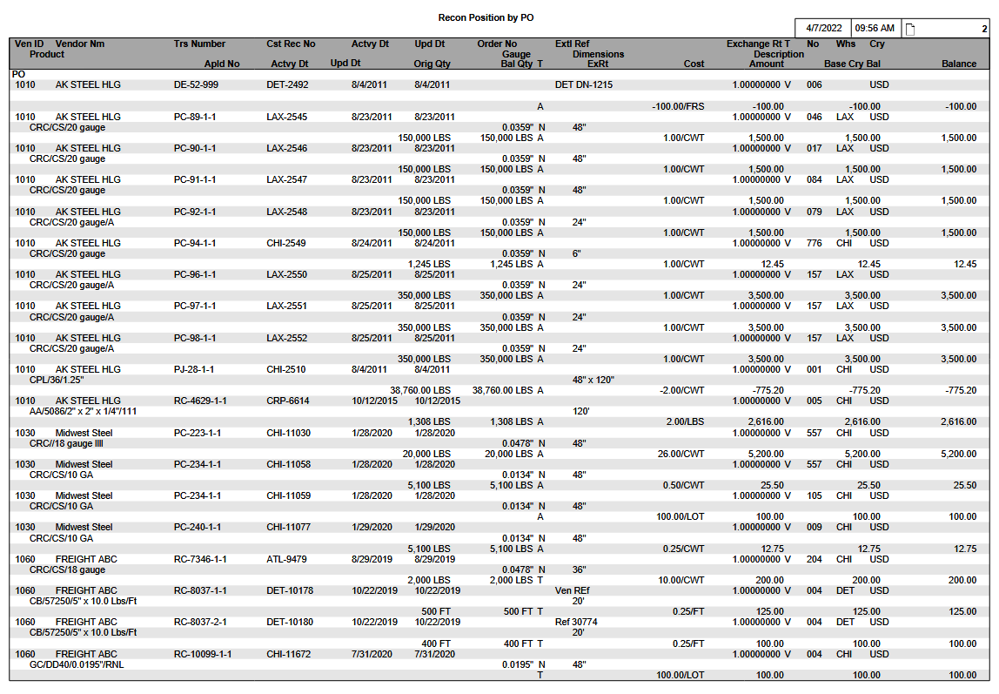 Recon Position by PO
4/7/2022 09:56 AM 2
Ven ID Vendor Nm Trs Number Cst Rec No Actvy Dt Upd Dt Order No Extl Ref Exchange Rt T No Whs Cry
Product Gauge Dimensions Description
Apld No Actvy Dt Upd Dt Orig Qty Bal Qty T ExRt Cost Amount Base Cry Bal Balance
PO
1010 AK STEEL HLG DE-52-999 DET-2492 8/4/2011 8/4/2011 DET DN-1215 1.00000000 V 006 USD
A -100.00/FRS -100.00 -100.00 -100.00
1010 AK STEEL HLG PC-89-1-1 LAX-2545 8/23/2011 8/23/2011 1.00000000 V 046 LAX USD
CRC/CS/20 gauge 0.0359" N 48"
150,000 LBS 150,000 LBS A 1.00/CWT 1,500.00 1,500.00 1,500.00
1010 AK STEEL HLG PC-90-1-1 LAX-2546 8/23/2011 8/23/2011 1.00000000 V 017 LAX USD
CRC/CS/20 gauge 0.0359" N 48"
150,000 LBS 150,000 LBS A 1.00/CWT 1,500.00 1,500.00 1,500.00
1010 AK STEEL HLG PC-91-1-1 LAX-2547 8/23/2011 8/23/2011 1.00000000 V 084 LAX USD
CRC/CS/20 gauge 0.0359" N 48"
150,000 LBS 150,000 LBS A 1.00/CWT 1,500.00 1,500.00 1,500.00
1010 AK STEEL HLG PC-92-1-1 LAX-2548 8/23/2011 8/23/2011 1.00000000 V 079 LAX USD
CRC/CS/20 gauge/A 0.0359" N 24"
150,000 LBS 150,000 LBS A 1.00/CWT 1,500.00 1,500.00 1,500.00
1010 AK STEEL HLG PC-94-1-1 CHI-2549 8/24/2011 8/24/2011 1.00000000 V 776 CHI USD
CRC/CS/20 gauge 0.0359" N 6"
1,245 LBS 1,245 LBS A 1.00/CWT 12.45 12.45 12.45
1010 AK STEEL HLG PC-96-1-1 LAX-2550 8/25/2011 8/25/2011 1.00000000 V 157 LAX USD
CRC/CS/20 gauge/A 0.0359" N 24"
350,000 LBS 350,000 LBS A 1.00/CWT 3,500.00 3,500.00 3,500.00
1010 AK STEEL HLG PC-97-1-1 LAX-2551 8/25/2011 8/25/2011 1.00000000 V 157 LAX USD
CRC/CS/20 gauge/A 0.0359" N 24"
350,000 LBS 350,000 LBS A 1.00/CWT 3,500.00 3,500.00 3,500.00
1010 AK STEEL HLG PC-98-1-1 LAX-2552 8/25/2011 8/25/2011 1.00000000 V 157 LAX USD
CRC/CS/20 gauge/A 0.0359" N 24"
350,000 LBS 350,000 LBS A 1.00/CWT 3,500.00 3,500.00 3,500.00
1010 AK STEEL HLG PJ-28-1-1 CHI-2510 8/4/2011 8/4/2011 1.00000000 V 001 CHI USD
CPL/36/1.25" 48" x 120"
38,760.00 LBS 38,760.00 LBS A -2.00/CWT -775.20 -775.20 -775.20
1010 AK STEEL HLG RC-4629-1-1 CRP-6614 10/12/2015 10/12/2015 1.00000000 V 005 CHI USD
AA/5086/2" x 2" x 1/4"/111 120'
1,308 LBS 1,308 LBS A 2.00/LBS 2,616.00 2,616.00 2,616.00
1030 Midwest Steel PC-223-1-1 CHI-11030 1/28/2020 1/28/2020 1.00000000 V 557 CHI USD
CRC//18 gauge IIII 0.0478" N 48"
20,000 LBS 20,000 LBS A 26.00/CWT 5,200.00 5,200.00 5,200.00
1030 Midwest Steel PC-234-1-1 CHI-11058 1/28/2020 1/28/2020 1.00000000 V 557 CHI USD
CRC/CS/10 GA 0.0134" N 48"
5,100 LBS 5,100 LBS A 0.50/CWT 25.50 25.50 25.50
1030 Midwest Steel PC-234-1-1 CHI-11059 1/28/2020 1/28/2020 1.00000000 V 105 CHI USD
CRC/CS/10 GA 0.0134" N 48"
A 100.00/LOT 100.00 100.00 100.00
1030 Midwest Steel PC-240-1-1 CHI-11077 1/29/2020 1/29/2020 1.00000000 V 009 CHI USD
CRC/CS/10 GA 0.0134" N 48"
5,100 LBS 5,100 LBS A 0.25/CWT 12.75 12.75 12.75
1060 FREIGHT ABC RC-7346-1-1 ATL-9479 8/29/2019 8/29/2019 1.00000000 V 204 CHI USD
CRC/CS/18 gauge 0.0478" N 36"
2,000 LBS 2,000 LBS T 10.00/CWT 200.00 200.00 200.00
1060 FREIGHT ABC RC-8037-1-1 DET-10178 10/22/2019 10/22/2019 Ven REf 1.00000000 V 004 DET USD
CB/57250/5" x 10.0 Lbs/Ft 20'
500 FT 500 FT T 0.25/FT 125.00 125.00 125.00
1060 FREIGHT ABC RC-8037-2-1 DET-10180 10/22/2019 10/22/2019 Ref 30774 1.00000000 V 004 DET USD
CB/57250/5" x 10.0 Lbs/Ft 20'
400 FT 400 FT T 0.25/FT 100.00 100.00 100.00
1060 FREIGHT ABC RC-10099-1-1 CHI-11672 7/31/2020 7/31/2020 1.00000000 V 004 CHI USD
GC/DD40/0.0195"/RNL 0.0195" N 48"
T 100.00/LOT 100.00 100.00 100.00